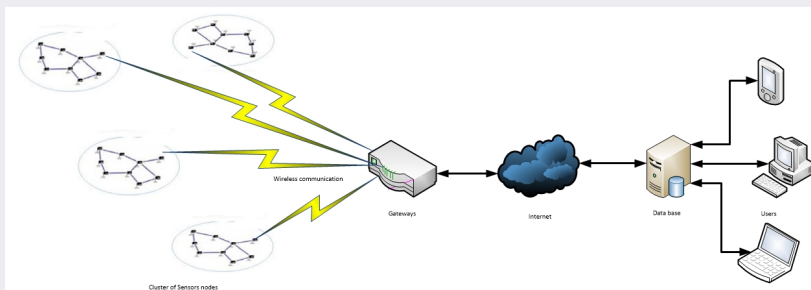 Wireless communication
Gateways
Internet
Data base
Users
Cluster of Sensors nodes